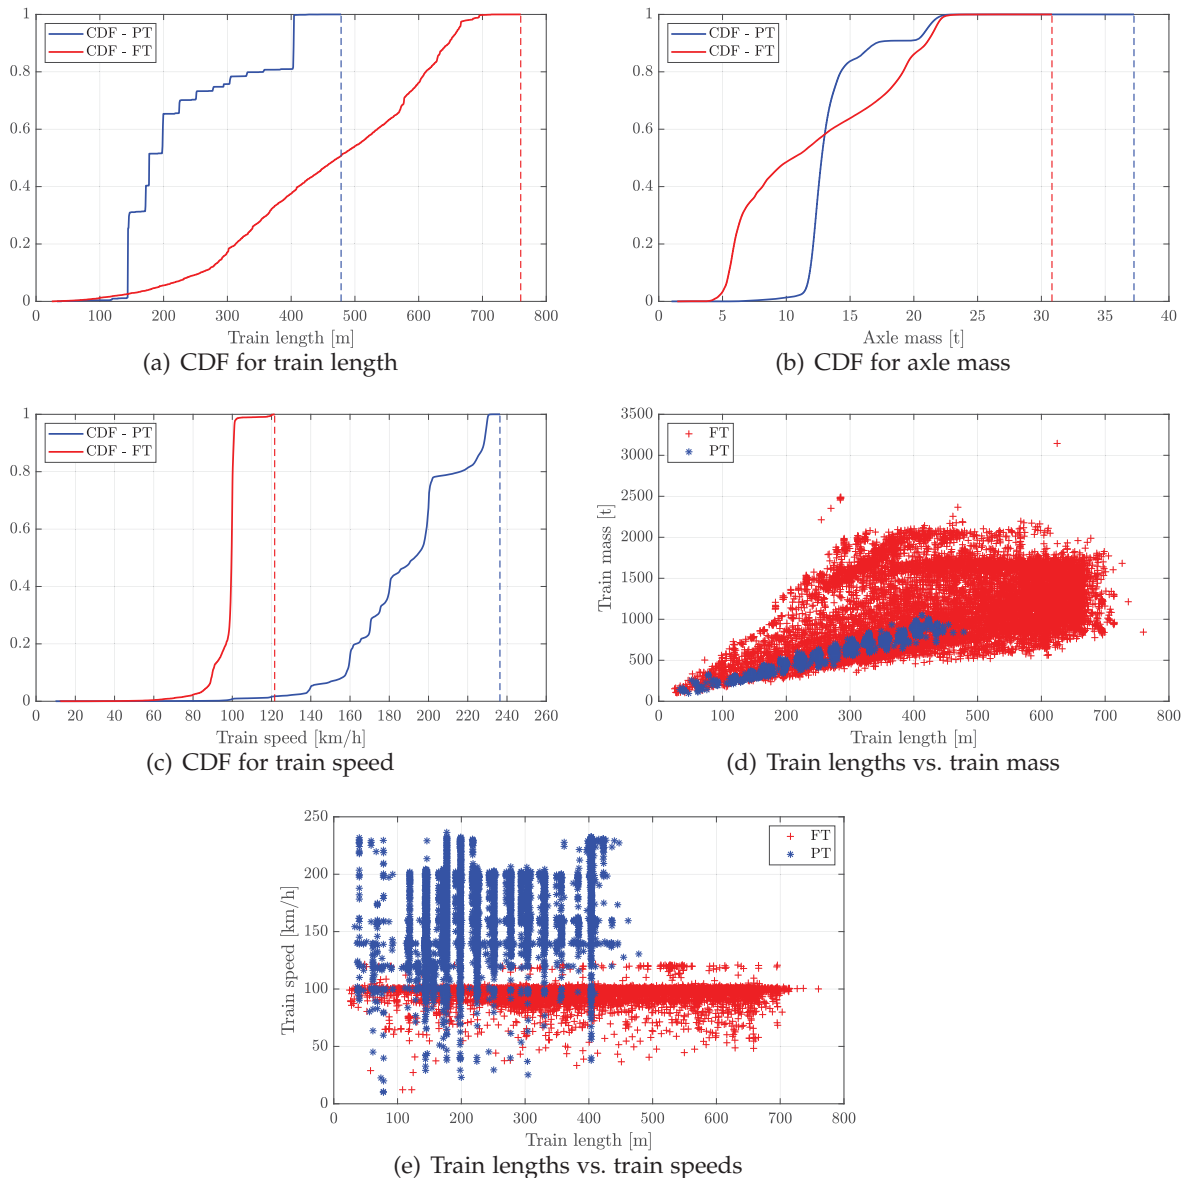 1
0.8
0.6
0.4
0.2
0
CDF - PT
CDF - FT
0 100 200 300 400 500 600 700 800
Train length [m]
(a) CDF for train length
1
0.8
0.6
0.4
0.2
0
CDF - PT
CDF - FT
0 5 10 15 20 25 30 35 40
Axle mass [t]
(b) CDF for axle mass
1
0.8
0.6
0.4
0.2
0
CDF - PT
CDF - FT
0 20 40 60 80 100 120 140 160 180 200 220 240 260
Train speed [km/h]
(c) CDF for train speed
3500
3000
2500
2000
1500
1000
500
0
Train mass [t]
FT
PT
0 100 200 300 400 500 600 700 800
Train length [m]
(d) Train lengths vs. train mass
250
200
150
100
50
0
Train speed [km/h]
FT
PT
0 100 200 300 400 500 600 700 800
Train length [m]
(e) Train lengths vs. train speeds